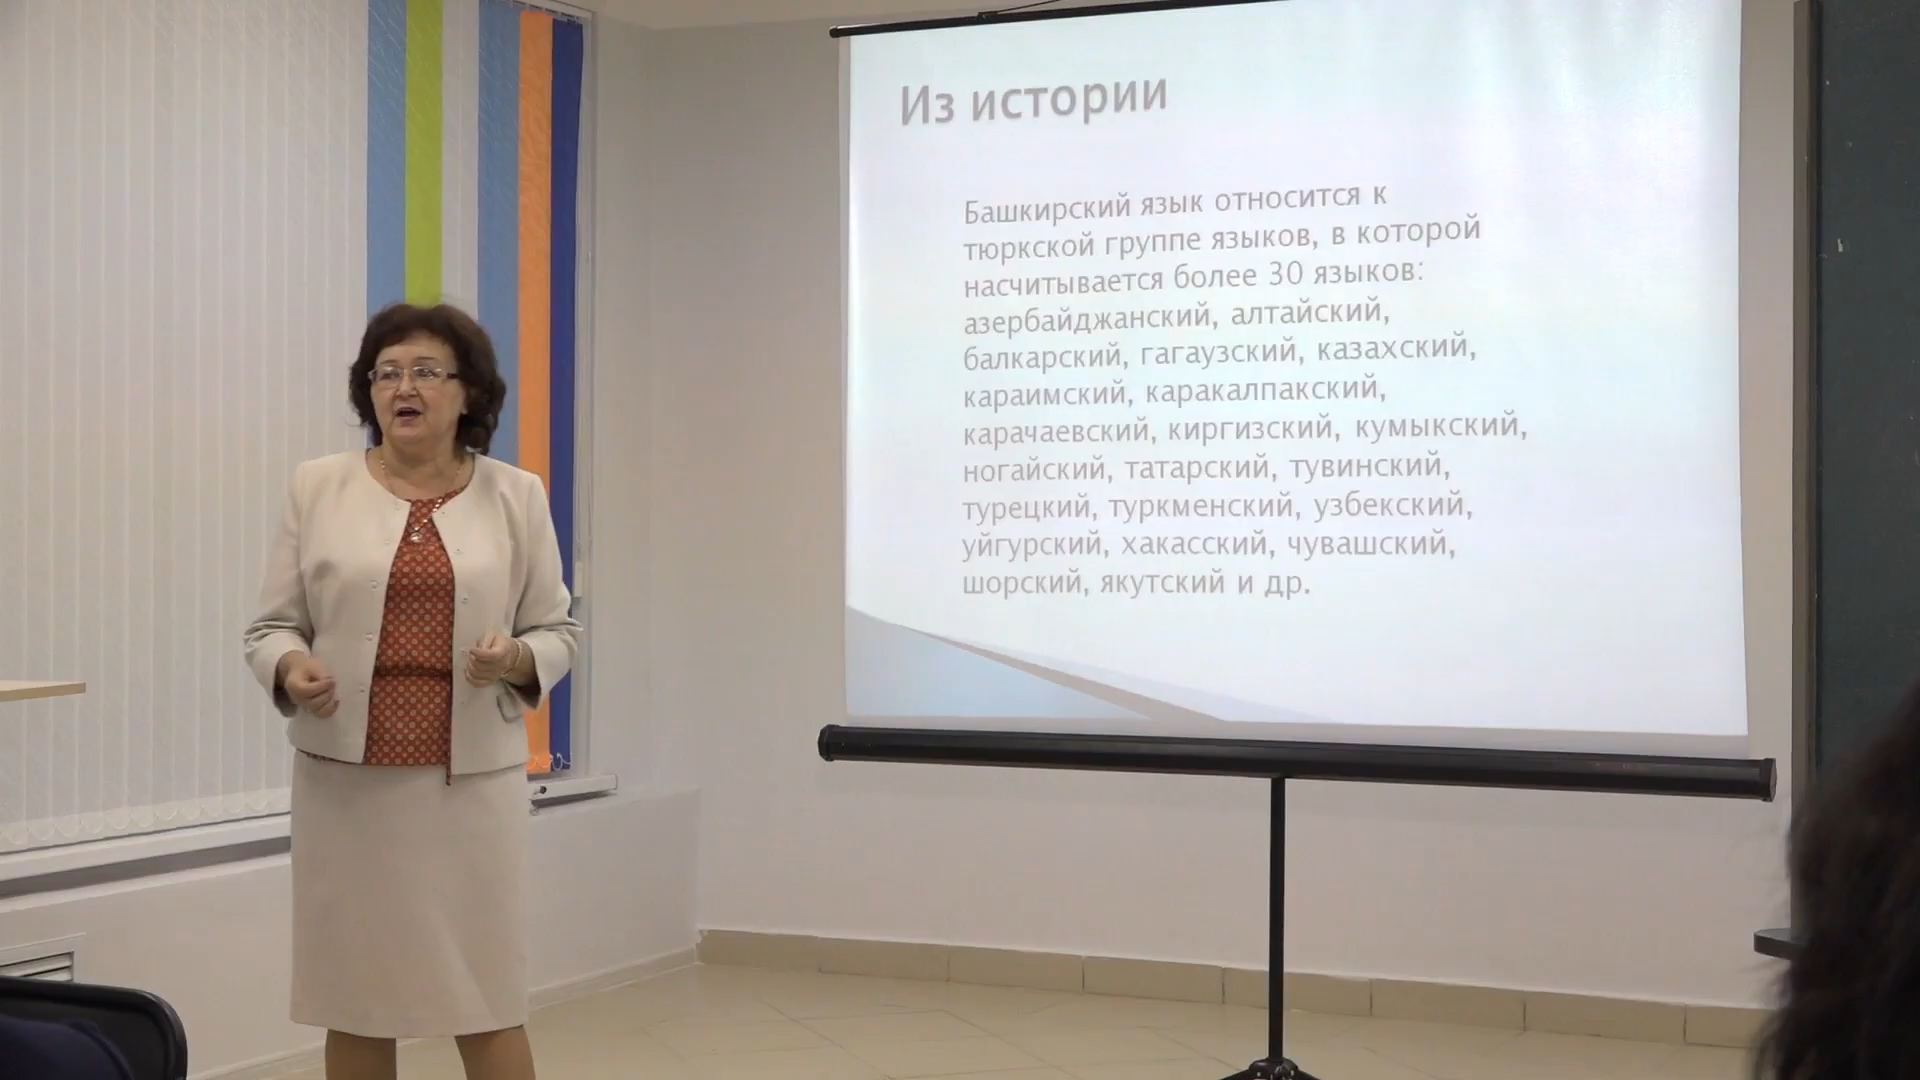 Из истории
Башкирский язык относится к
тюркской группе языков, в которой
насчитывается более 30 языков:
азербайджанский, алтайский,
балкарский, гагаузский, казахский,
караимский, каракалпакский,
карачаевский, киргизский, кумыкский,
ногайский, татарский, тувинский,
турецкий, туркменский, узбекский,
уйгурский, хакасский, чувашский,
шорский, якутский и др.